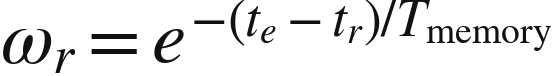 ω_r = e^{−(t_e − t_r)/T_memory}